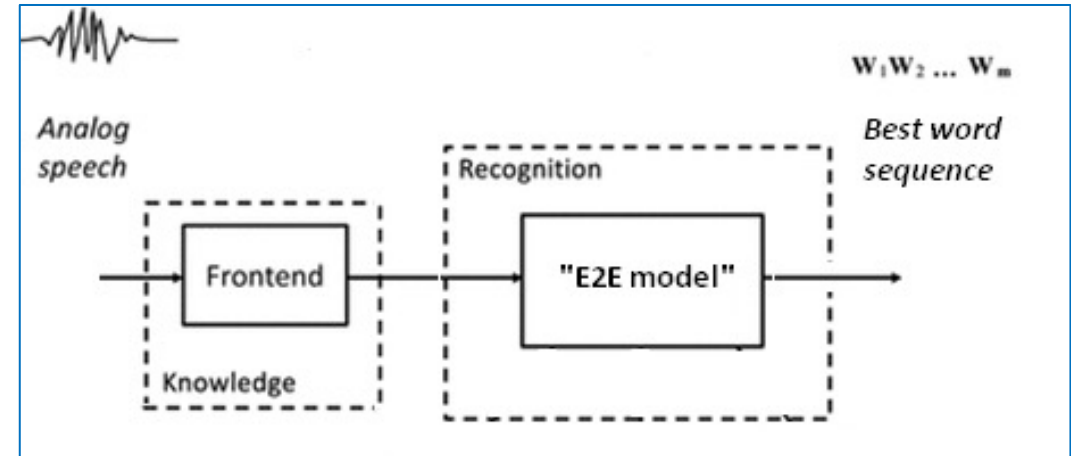 W₁W₂ ... Wₘ
Analog
speech
Best word
sequence
Recognition
Frontend
"E2E model"
Knowledge